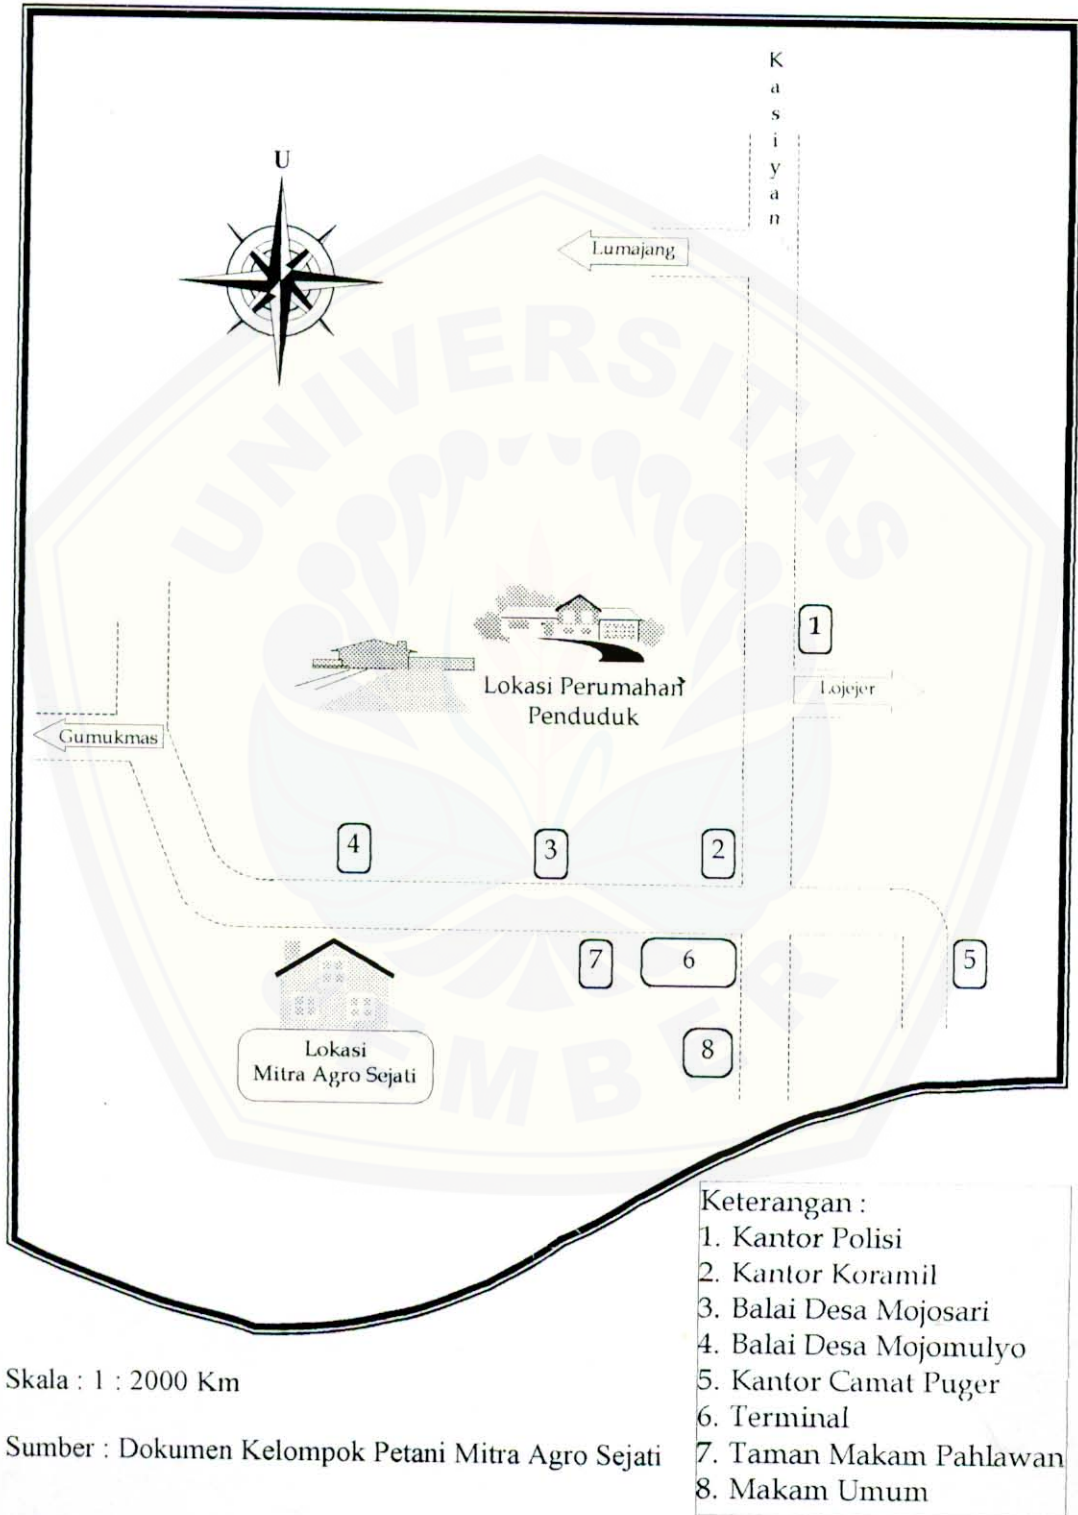 Kasiyan
U
Lumajang
1
Lokasi Perumahan
Penduduk
Lojejer
Gumukmas
4
3
2
7
6
5
Lokasi
Mitra Agro Sejati
8
Keterangan :
1. Kantor Polisi
2. Kantor Koramil
3. Balai Desa Mojosari
4. Balai Desa Mojomulyo
5. Kantor Camat Puger
6. Terminal
7. Taman Makam Pahlawan
8. Makam Umum
Skala : 1 : 2000 Km
Sumber : Dokumen Kelompok Petani Mitra Agro Sejati
UNIVERSITAS
JEMBER